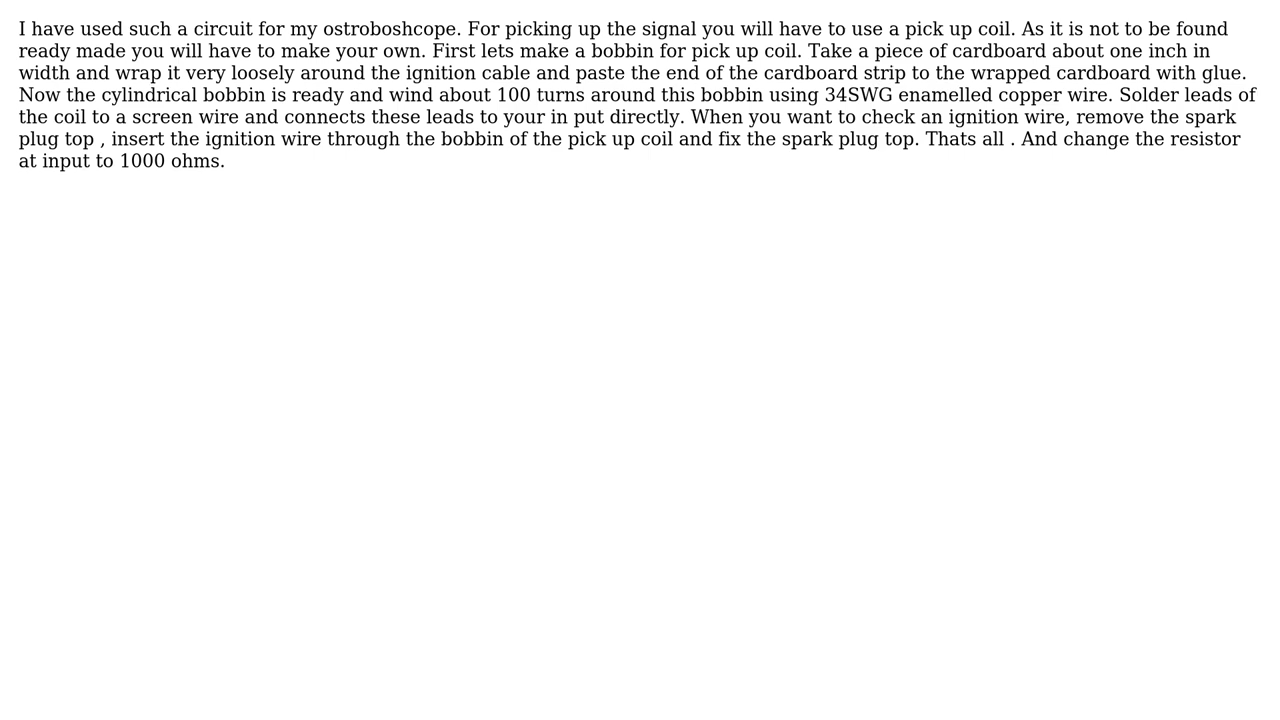 I have used such a circuit for my ostroboshcope. For picking up the signal you will have to use a pick up coil. As it is not to be found
ready made you will have to make your own. First lets make a bobbin for pick up coil. Take a piece of cardboard about one inch in
width and wrap it very loosely around the ignition cable and paste the end of the cardboard strip to the wrapped cardboard with glue.
Now the cylindrical bobbin is ready and wind about 100 turns around this bobbin using 34SWG enamelled copper wire. Solder leads of
the coil to a screen wire and connects these leads to your in put directly. When you want to check an ignition wire, remove the spark
plug top , insert the ignition wire through the bobbin of the pick up coil and fix the spark plug top. Thats all . And change the resistor
at input to 1000 ohms.